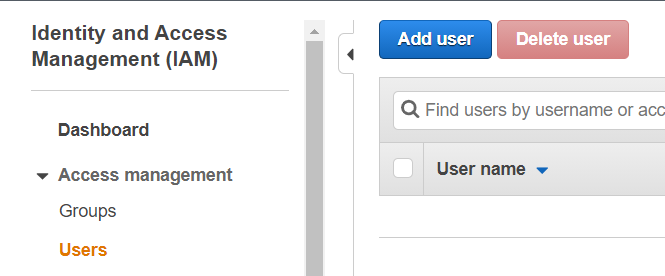 Identity and Access
Management (IAM)
Dashboard
Access management
Groups
Users
Add user
Delete user
Find users by username or acc
User name